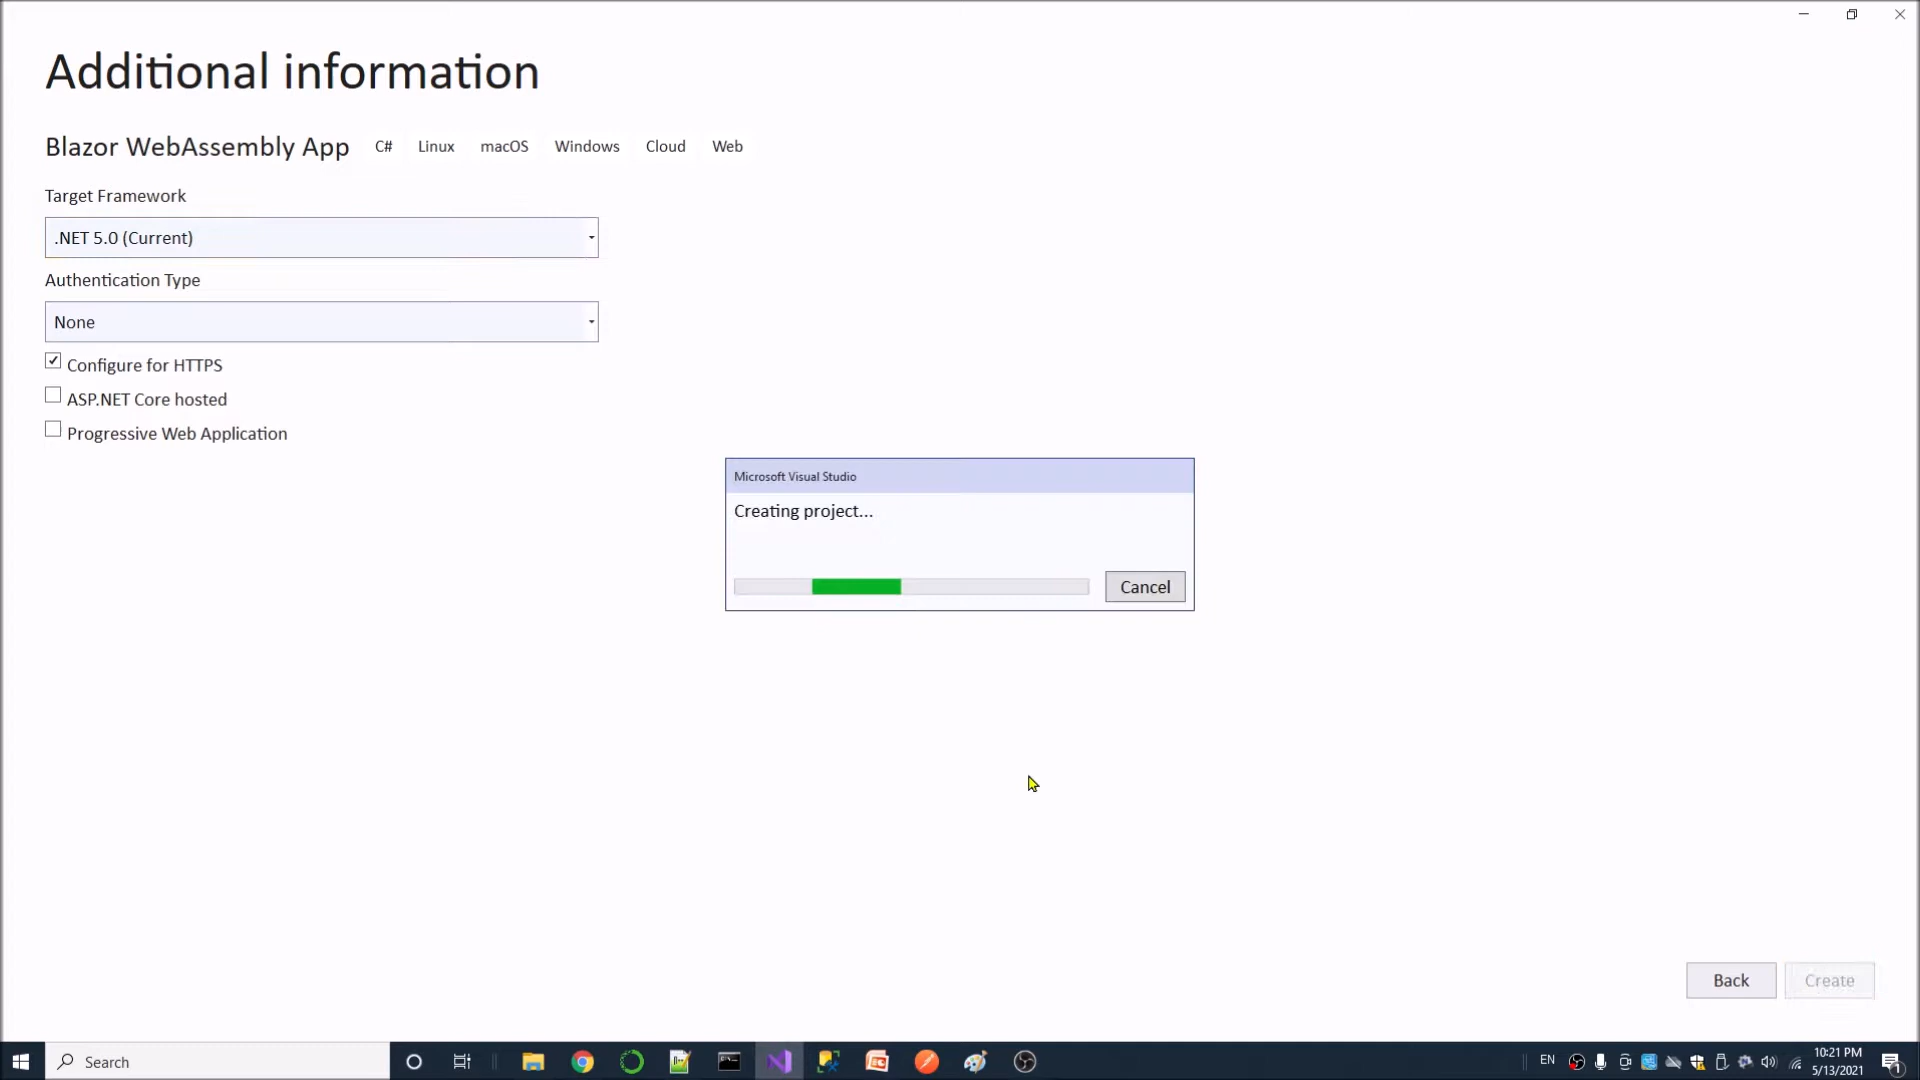 Additional information
Blazor WebAssembly App C# Linux macOS Windows Cloud Web
Target Framework
.NET 5.0 (Current)
Authentication Type
None
Configure for HTTPS
ASP.NET Core hosted
Progressive Web Application
Microsoft Visual Studio
Creating project...
Cancel
Back Create
Search
EN
10:21 PM
5/13/2021
1